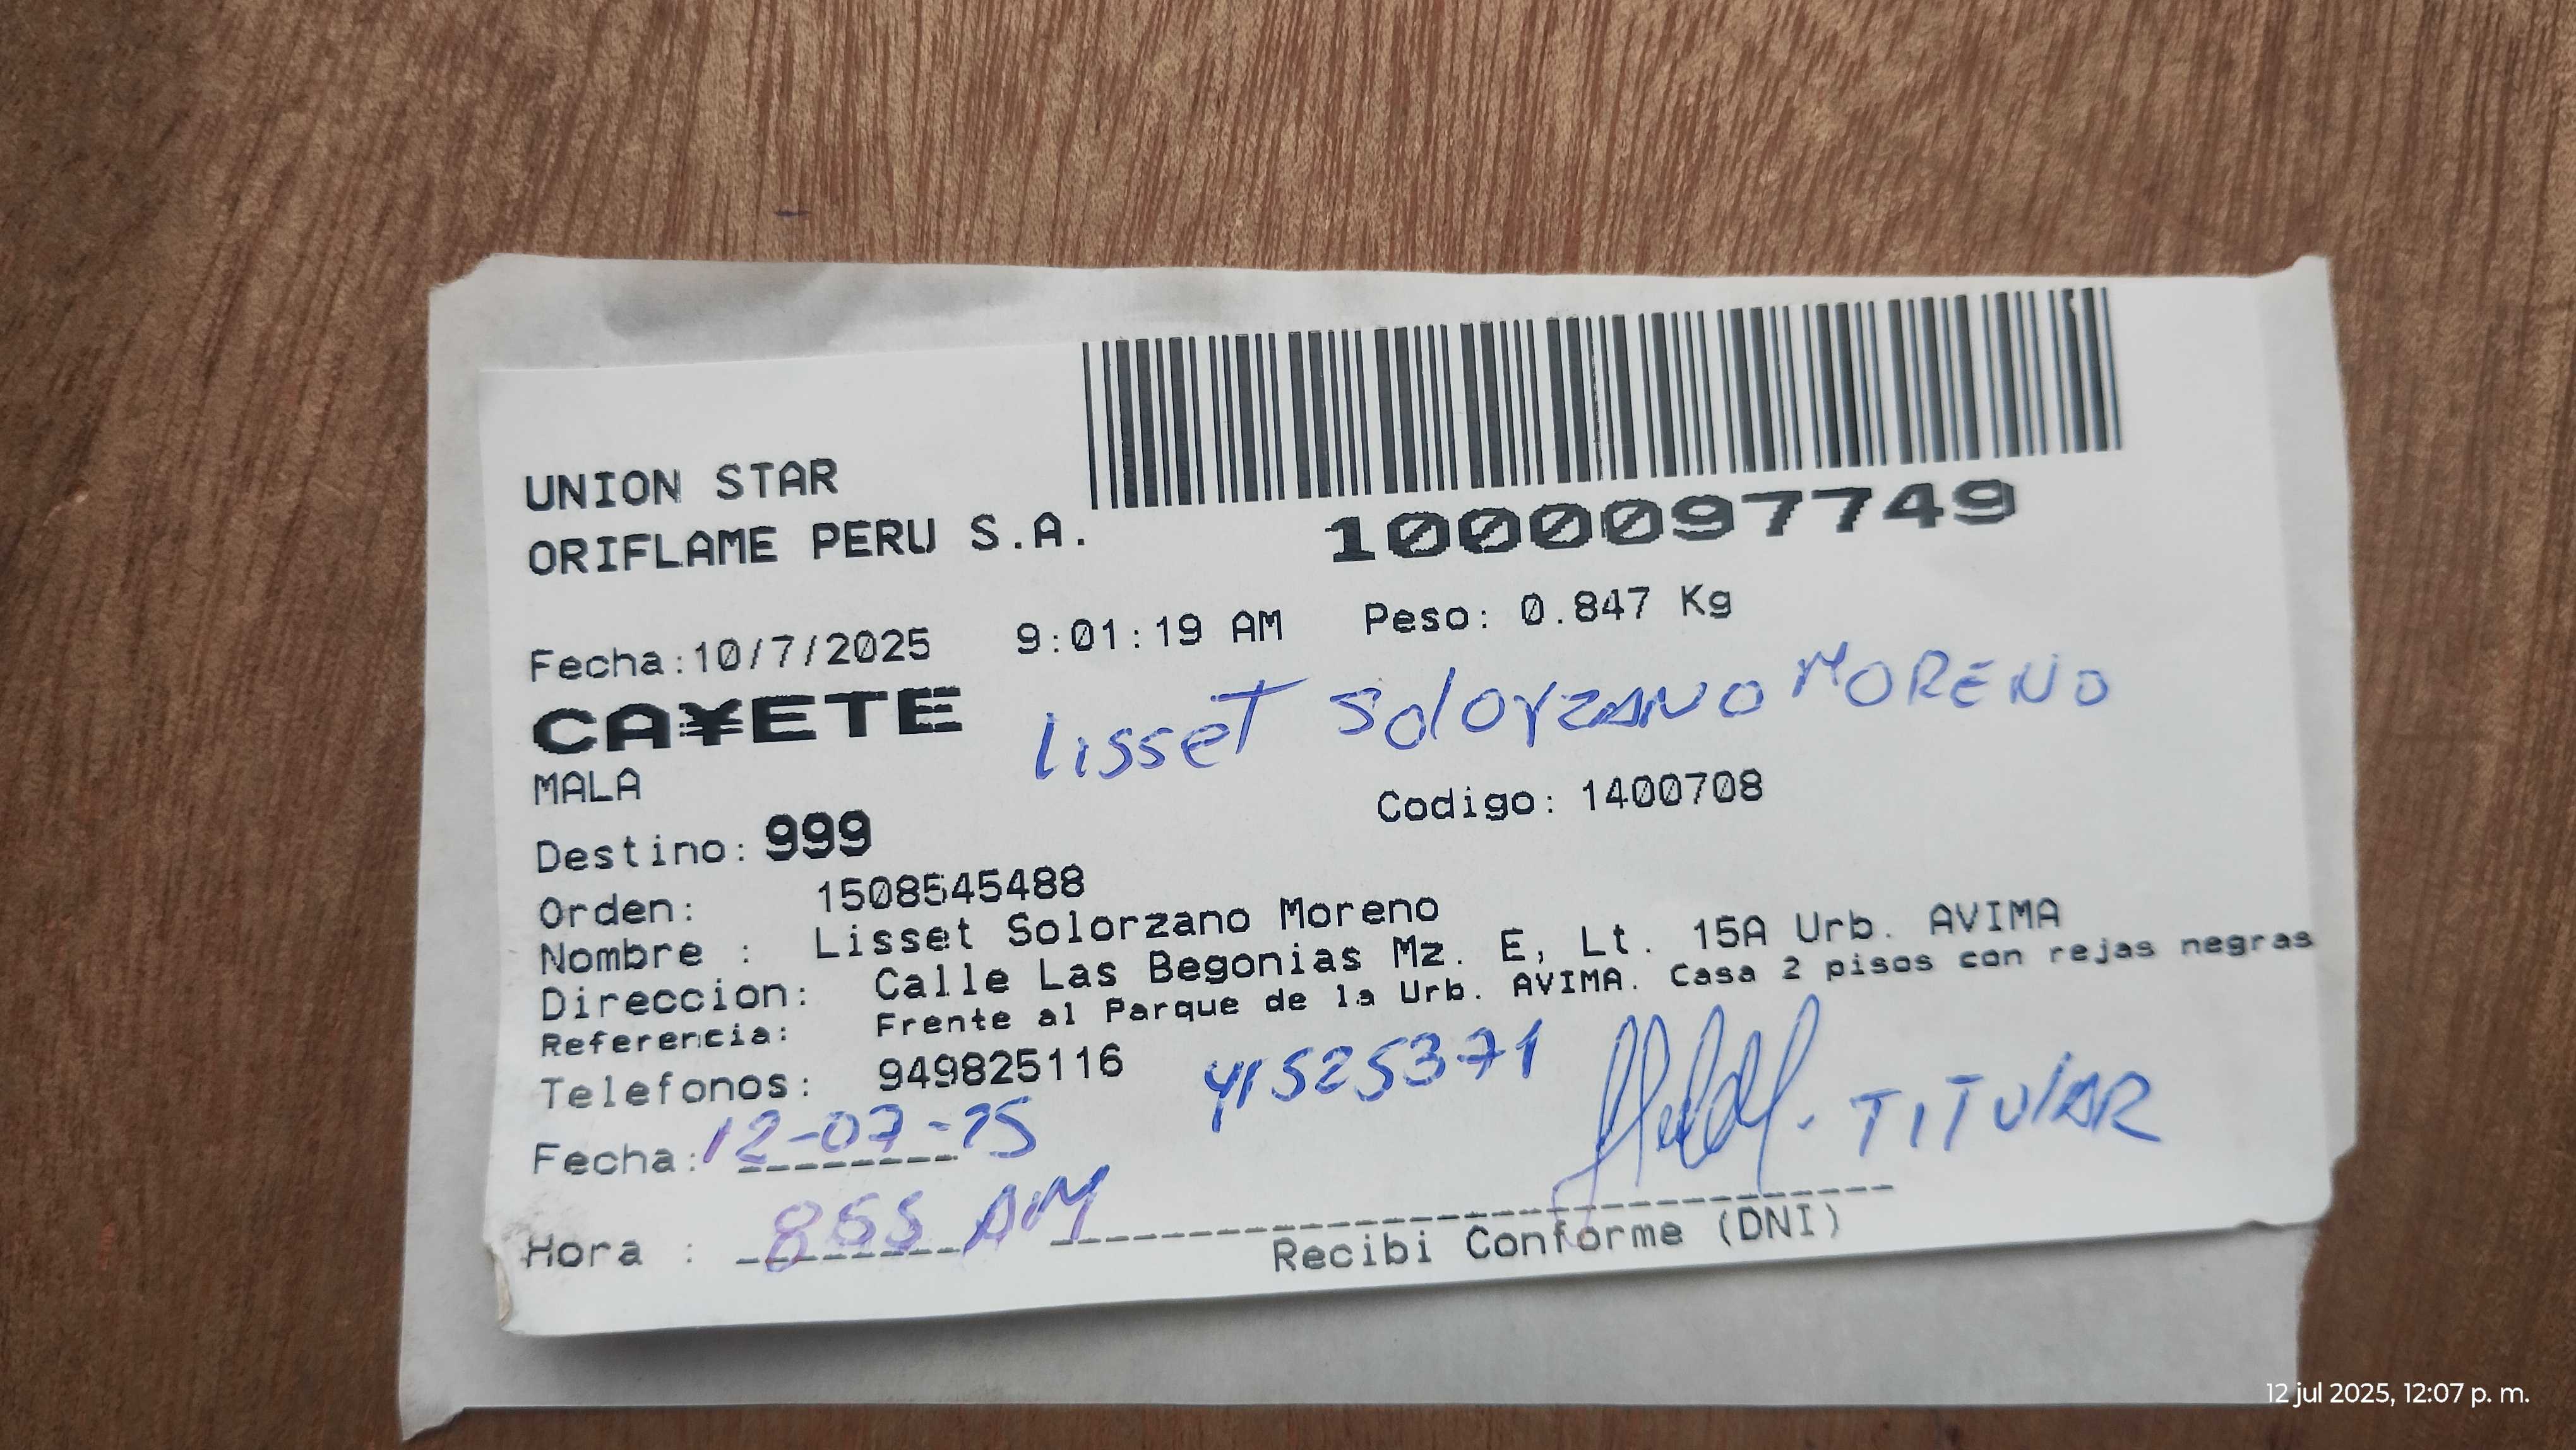 UNION STAR
ORIFLAME PERU S.A.
1000097749
Fecha:10/7/2025 9:01:19 AM Peso: 0.847 Kg
CA¥ETE
lisset Solorzano MORENO
MALA
Codigo: 1400708
Destino: 999
Orden: 1508545488
Nombre : Lisset Solorzano Moreno
Direccion: Calle Las Begonias Mz. E, Lt. 15A Urb. AVIMA
Referencia: Frente al Parque de la Urb. AVIMA. Casa 2 pisos con rejas negras
Telefonos: 949825116 41525371
TITULAR
Fecha: 12-07-25
Hora : AM
Recibi Conforme (DNI)
12 jul 2025, 12:07 p. m.